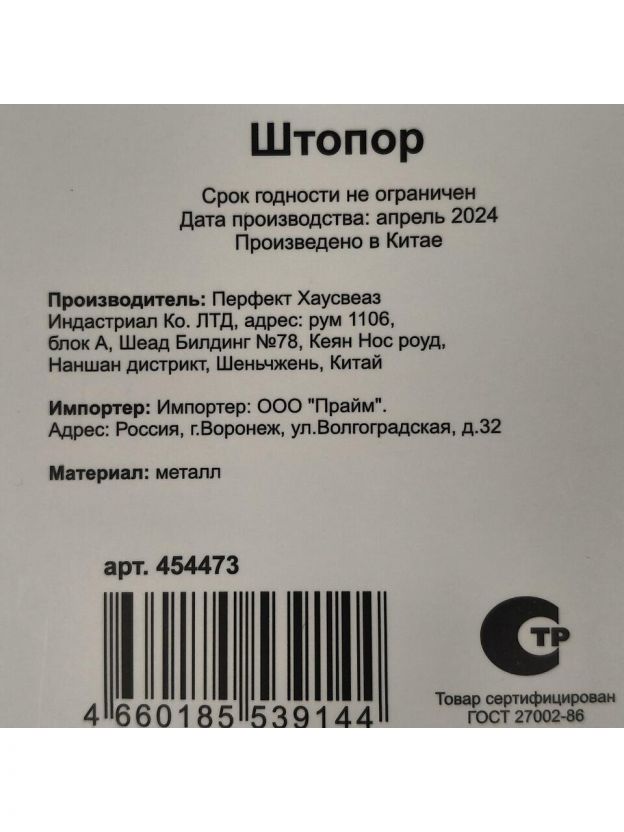 Штопор
Срок годности не ограничен
Дата производства: апрель 2024
Произведено в Китае
Производитель: Перфект Хаусвеаз
Индастриал Ко. ЛТД, адрес: рум 1106,
блок А, Шеад Билдинг №78, Кеян Нос роуд,
Наншан дистрикт, Шеньчжень, Китай
Импортер: Импортер: ООО "Прайм".
Адрес: Россия, г.Воронеж, ул.Волгоградская, д.32
Материал: металл
арт. 454473
4 660185 539144
СТР
Товар сертифицирован
ГОСТ 27002-86